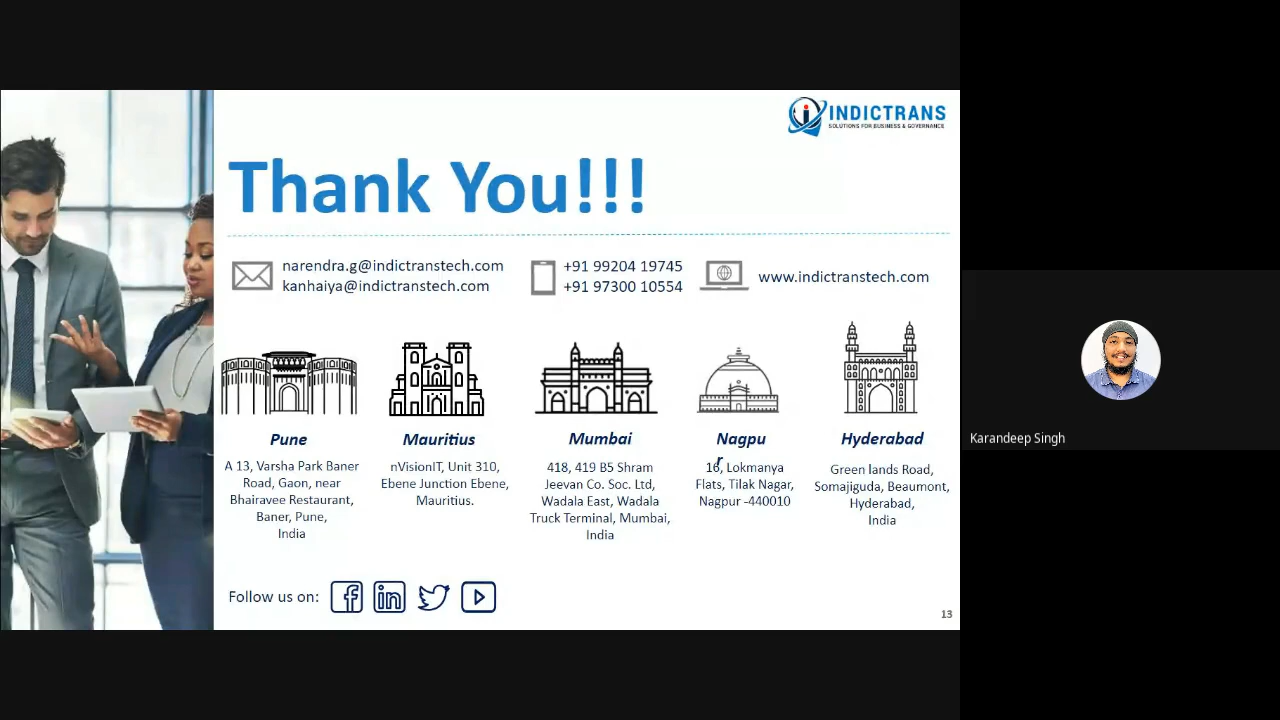 INDICTRANS
SOLUTIONS FOR BUSINESS & GOVERNANCE
Thank You!!!
narendra.g@indictranstech.com
kanhaiya@indictranstech.com
+91 99204 19745
+91 97300 10554
www.indictranstech.com
Pune
A 13, Varsha Park Baner
Road, Gaon, near
Bhairavee Restaurant,
Baner, Pune,
India
Mauritius
nVisionIT, Unit 310,
Ebene Junction Ebene,
Mauritius.
Mumbai
418, 419 B5 Shram
Jeevan Co. Soc. Ltd,
Wadala East, Wadala
Truck Terminal, Mumbai,
India
Nagpu
r
16, Lokmanya
Flats, Tilak Nagar,
Nagpur -440010
Hyderabad
Green lands Road,
Somajiguda, Beaumont,
Hyderabad,
India
Follow us on:
13
Karandeep Singh